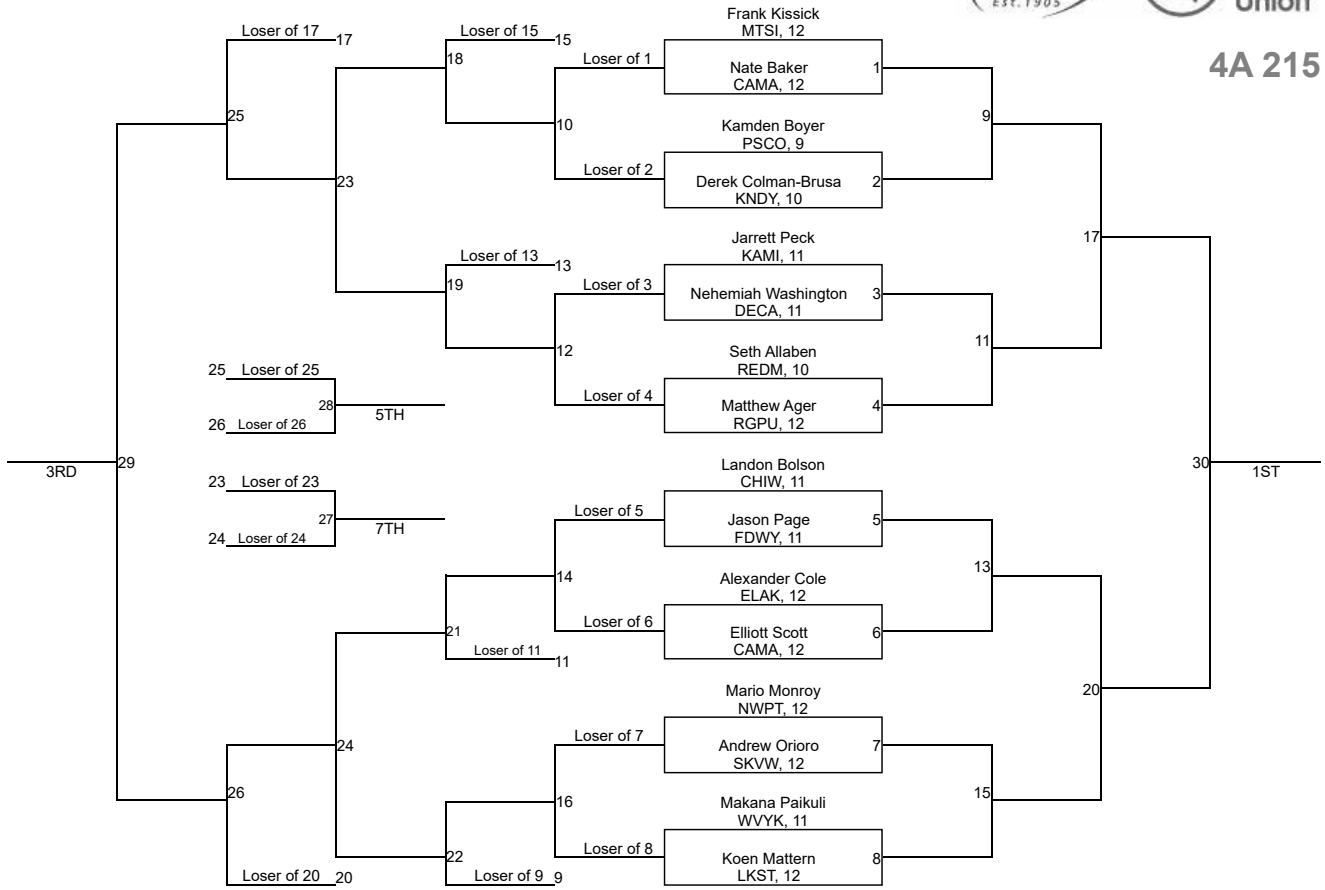 EST. 1905
Union
4A 215
Frank Kissick
MTSI, 12
Loser of 17
17
Loser of 15
15
18
Loser of 1
Nate Baker
CAMA, 12
1
25
10
Kamden Boyer
PSCO, 9
9
23
Loser of 2
Derek Colman-Brusa
KNDY, 10
2
Jarrett Peck
KAMI, 11
17
Loser of 13
13
19
Loser of 3
Nehemiah Washington
DECA, 11
3
12
Seth Allaben
REDM, 10
11
25
Loser of 25
28
5TH
26
Loser of 26
Loser of 4
Matthew Ager
RGPU, 12
4
3RD
29
Landon Bolson
CHIW, 11
30
1ST
23
Loser of 23
27
7TH
24
Loser of 24
Loser of 5
Jason Page
FDWY, 11
5
14
Alexander Cole
ELAK, 12
13
21
Loser of 6
Elliott Scott
CAMA, 12
6
Loser of 11
11
Mario Monroy
NWPT, 12
20
24
Loser of 7
Andrew Orioro
SKVW, 12
7
26
16
Makana Paikuli
WVYK, 11
15
22
Loser of 8
Koen Mattern
LKST, 12
8
Loser of 20
20
Loser of 9
9